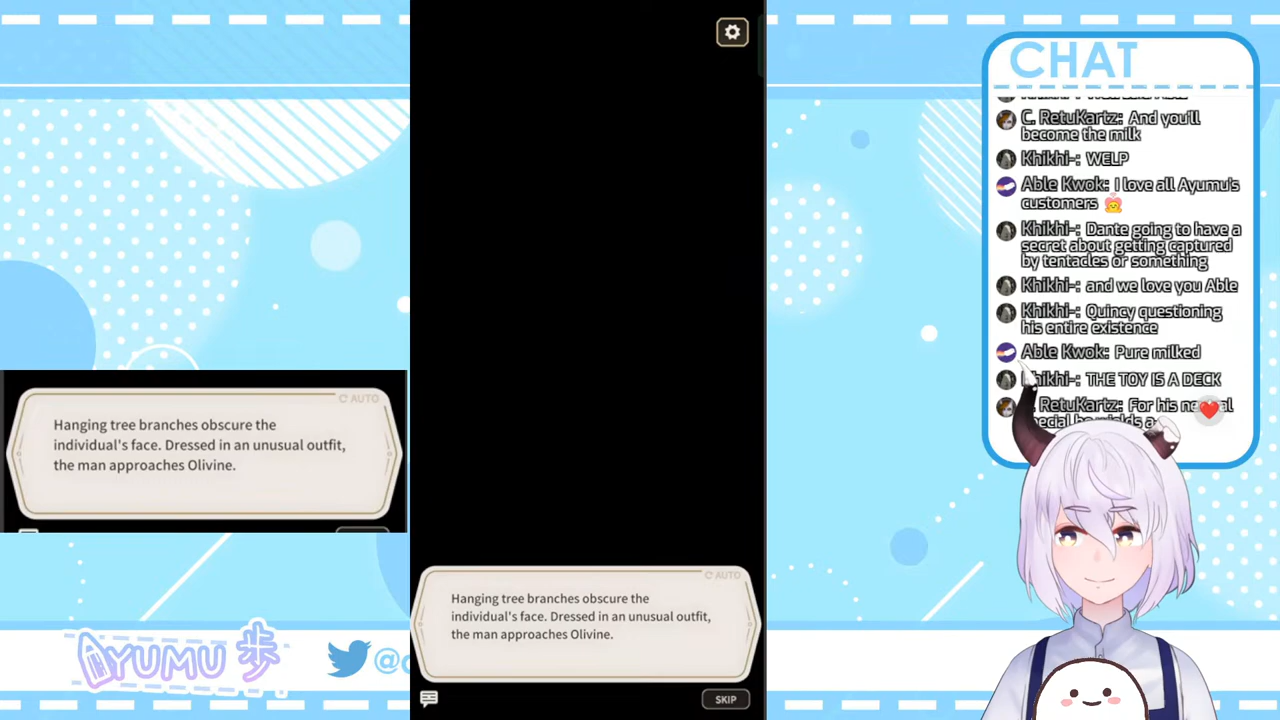 CHAT
C. RetuKartz: And you'll
become the milk
Khikhi-: WELP
Able Kwok: I love all Ayumu's
customers
Khikhi-: Dante going to have a
secret about getting captured
by tentacles or something
Khikhi-: and we love you Able
Khikhi-: Quincy questioning
his entire existence
Able Kwok: Pure milked
Khikhi-: THE TOY IS A DECK
RetuKartz: For his
AUTO
Hanging tree branches obscure the
individual's face. Dressed in an unusual outfit,
the man approaches Olivine.
AUTO
Hanging tree branches obscure the
individual's face. Dressed in an unusual outfit,
the man approaches Olivine.
SKIP
AYUMU 歩
@